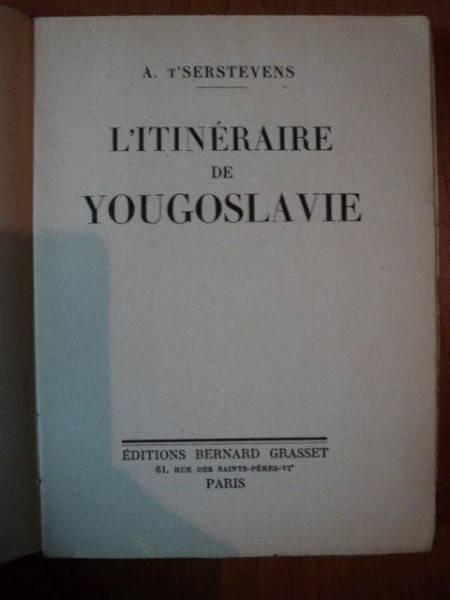 A. T'SERSTEVENS
L'ITINÉRAIRE
DE
YOUGOSLAVIE
ÉDITIONS BERNARD GRASSET
61, RUE DES SAINTS-PÈRES-VIᵉ
PARIS